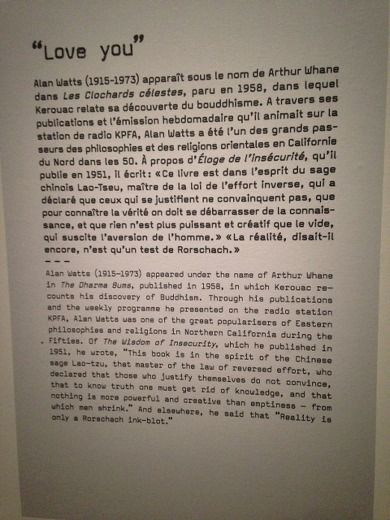 “Love you”
Alan Watts (1915-1973) apparaît sous le nom de Arthur Whane
dans Les Clochards célestes, paru en 1958, dans lequel
Kerouac relate sa découverte du bouddhisme. A travers ses
publications et l'émission hebdomadaire qu'il animait sur la
station de radio KPFA, Alan Watts a été l'un des grands pas-
seurs des philosophies et des religions orientales en Californie
du Nord dans les 50. À propos d'Éloge de l'insécurité, qu'il
publie en 1951, il écrit: «Ce livre est dans l'esprit du sage
chinois Lao-Tseu, maître de la loi de l'effort inverse, qui a
déclaré que ceux qui se justifient ne convainquent pas, que
pour connaître la vérité on doit se débarrasser de la connais-
sance, et que rien n'est plus puissant et créatif que le vide,
qui suscite l'aversion de l'homme.» «La réalité, disait-il
encore, n'est qu'un test de Rorschach.»
---
Alan Watts (1915-1973) appeared under the name of Arthur Whane
in The Dharma Bums, published in 1958, in which Kerouac re-
counts his discovery of Buddhism. Through his publications
and the weekly programme he presented on the radio station
KPFA, Alan Watts was one of the great popularisers of Eastern
philosophies and religions in Northern California during the
Fifties. Of The Wisdom of Insecurity, which he published in
1951, he wrote, "This book is in the spirit of the Chinese
sage Lao-tzu, that master of the law of reversed effort, who
declared that those who justify themselves do not convince,
that to know truth one must get rid of knowledge, and that
nothing is more powerful and creative than emptiness – from
which men shrink." And elsewhere, he said that "Reality is
only a Rorschach ink-blot."